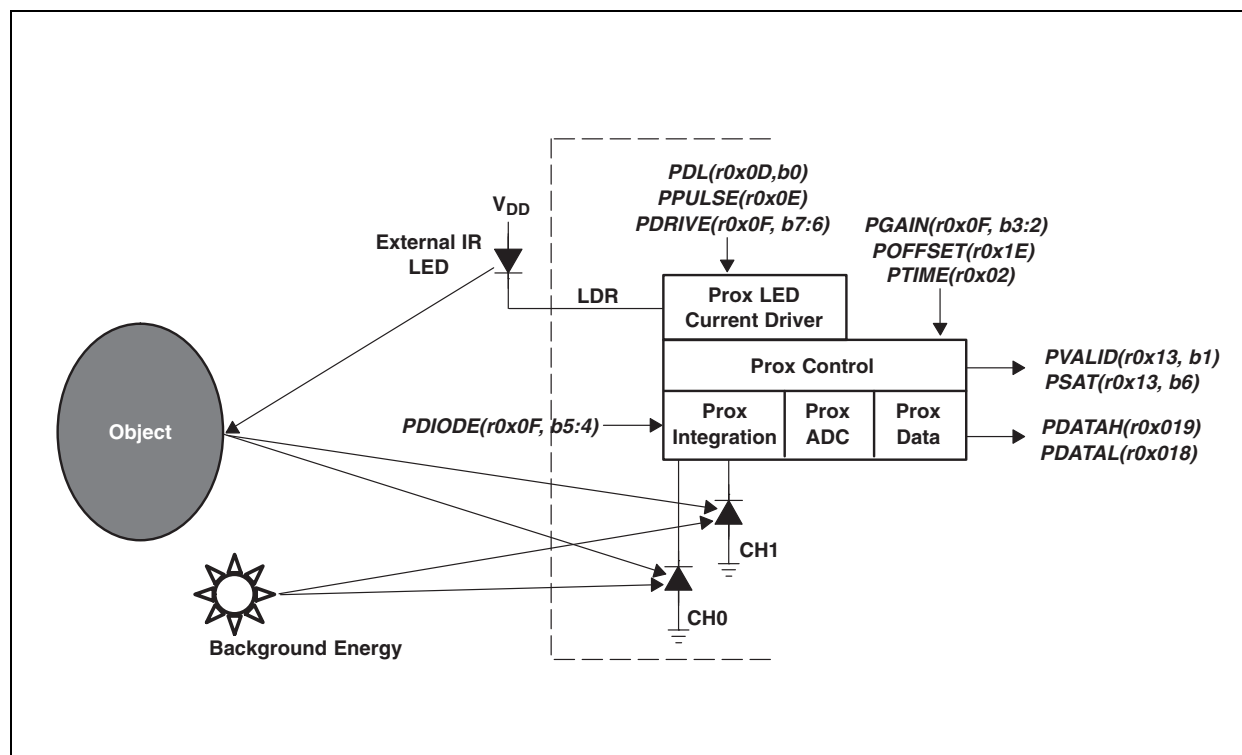 PDL(r0x0D,b0)
PPULSE(r0x0E)
PDRIVE(r0x0F, b7:6)
PGAIN(r0x0F, b3:2)
POFFSET(r0x1E)
PTIME(r0x02)
VDD
External IR
LED
LDR
Prox LED
Current Driver
Prox Control
PVALID(r0x13, b1)
PSAT(r0x13, b6)
Object
PDIODE(r0x0F, b5:4)
Prox
Integration
Prox
ADC
Prox
Data
PDATAH(r0x019)
PDATAL(r0x018)
CH1
CH0
Background Energy